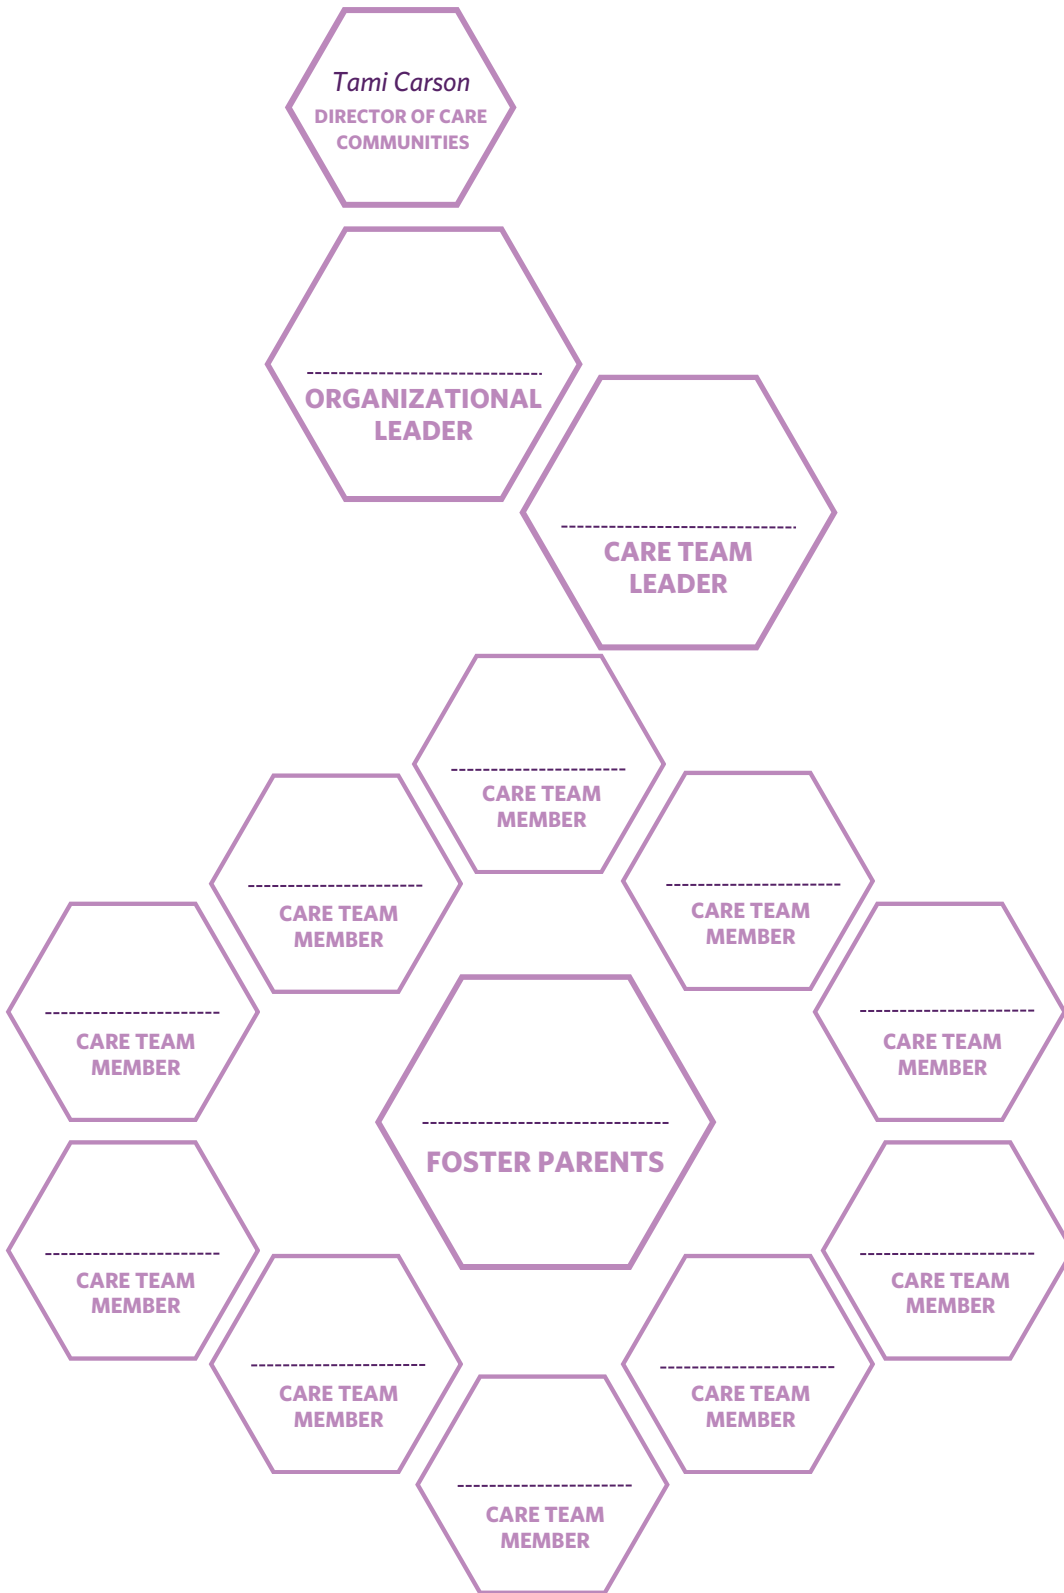 Tami Carson
DIRECTOR OF CARE
COMMUNITIES
ORGANIZATIONAL
LEADER
CARE TEAM
LEADER
CARE TEAM
MEMBER
CARE TEAM
MEMBER
CARE TEAM
MEMBER
CARE TEAM
MEMBER
CARE TEAM
MEMBER
FOSTER PARENTS
CARE TEAM
MEMBER
CARE TEAM
MEMBER
CARE TEAM
MEMBER
CARE TEAM
MEMBER
CARE TEAM
MEMBER